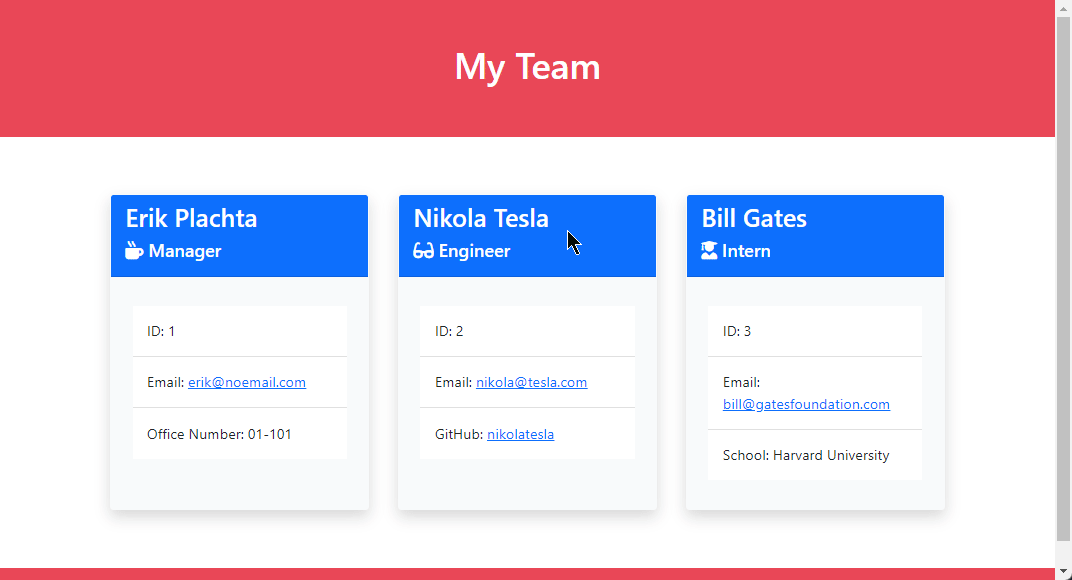 My Team
Erik Plachta
Manager
ID: 1
Email: erik@noemail.com
Office Number: 01-101
Nikola Tesla
Engineer
ID: 2
Email: nikola@tesla.com
GitHub: nikolatesla
Bill Gates
Intern
ID: 3
Email:
bill@gatesfoundation.com
School: Harvard University